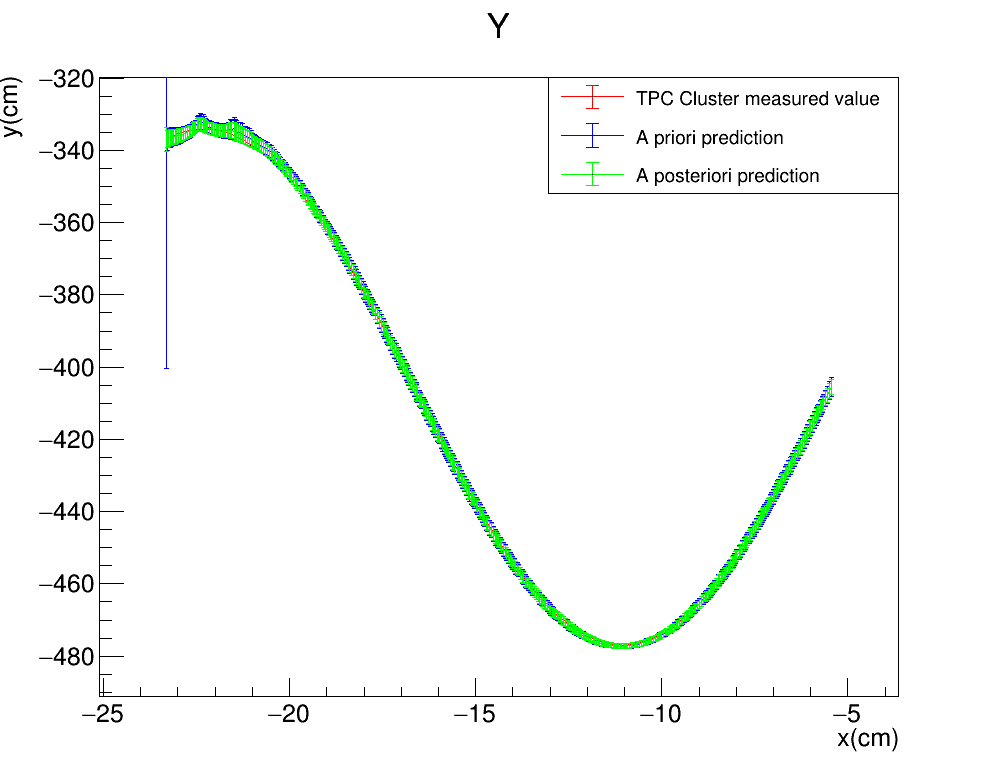 Y
y(cm)
−320
−340
−360
−380
−400
−420
−440
−460
−480
TPC Cluster measured value
A priori prediction
A posteriori prediction
−25
−20
−15
−10
−5
x(cm)